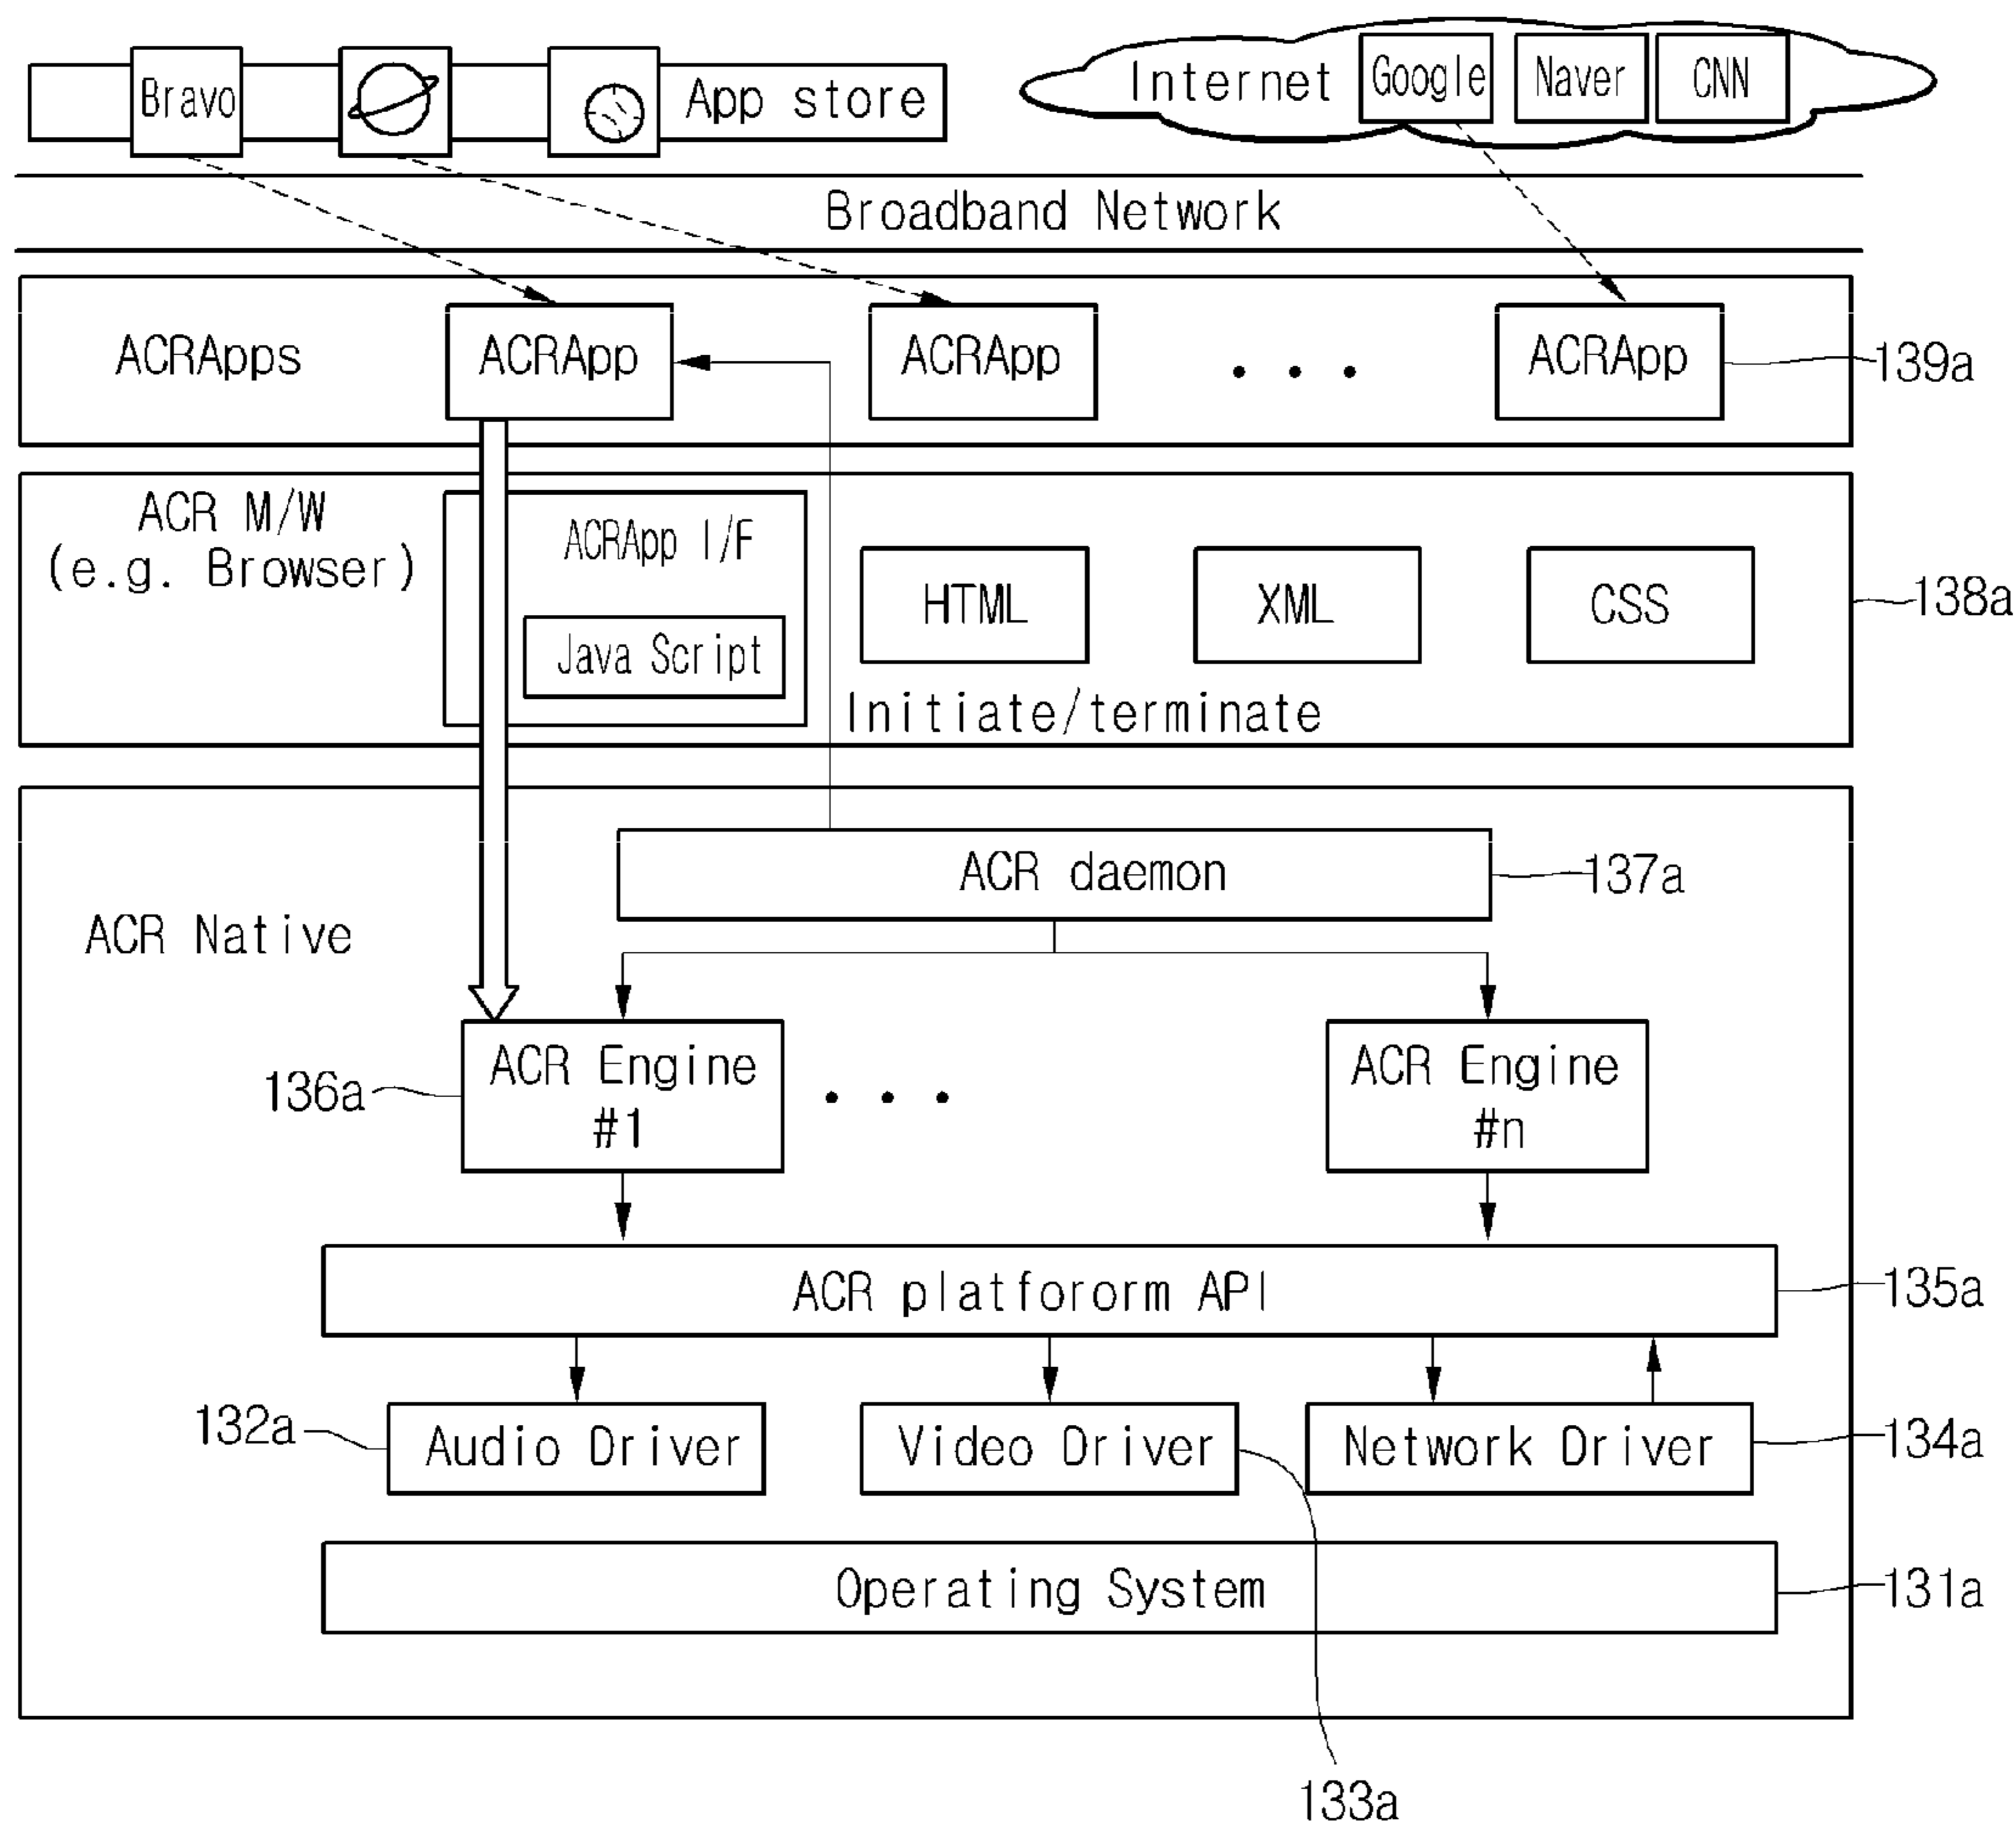 Bravo
App store
Internet
Google
Naver
CNN
Broadband Network
ACRApps
ACRApp
ACRApp
ACRApp
139a
ACR M/W
(e.g. Browser)
ACRApp I/F
Java Script
HTML
XML
CSS
138a
Initiate/terminate
ACR daemon
137a
ACR Native
136a
ACR Engine
#1
ACR Engine
#n
ACR platfororm API
135a
132a
Audio Driver
Video Driver
Network Driver
134a
Operating System
131a
133a